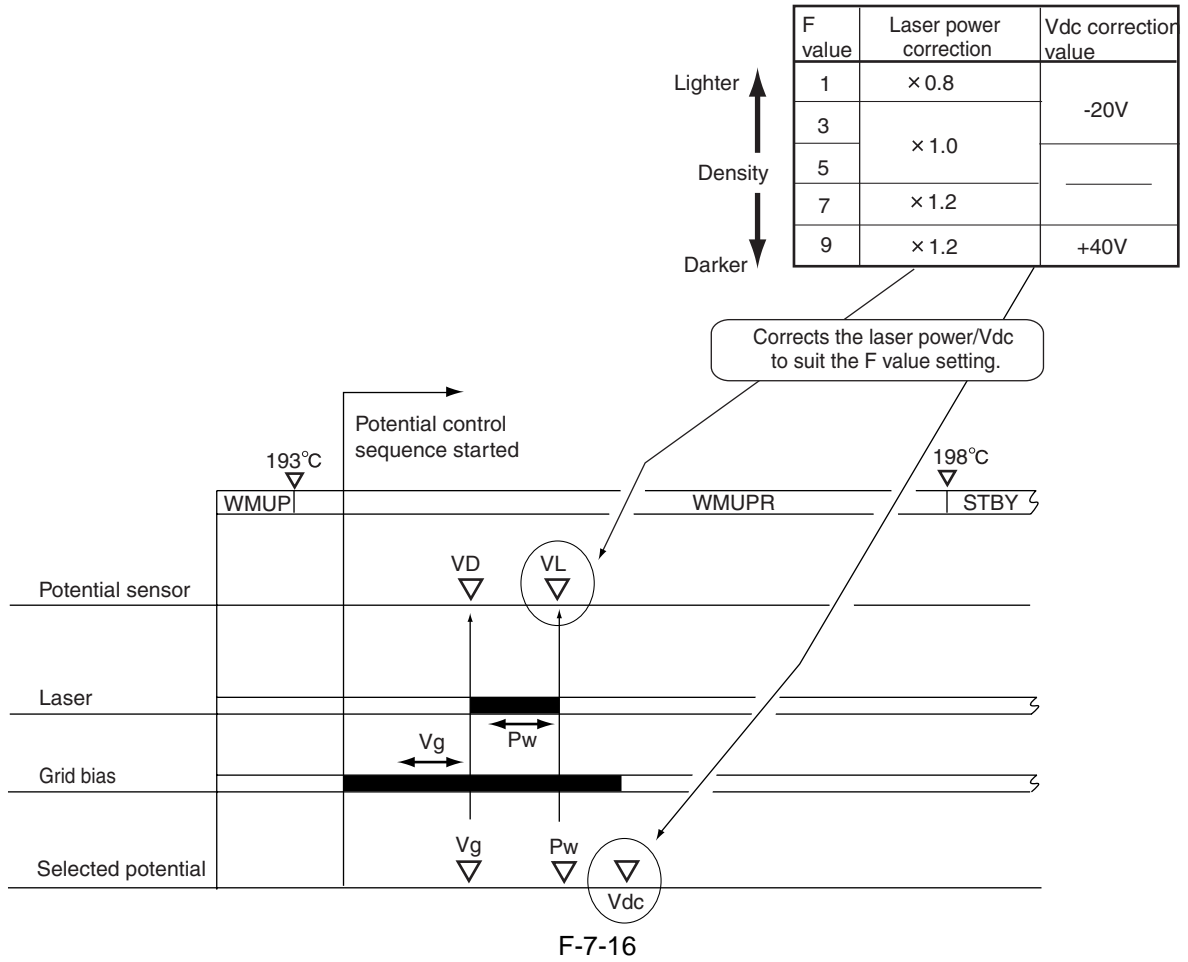 F value Laser power correction Vdc correction value
Lighter
1 ×0.8
-20V
3
×1.0
5
Density
7 ×1.2
9 ×1.2 +40V
Darker
Corrects the laser power/Vdc
to suit the F value setting.
Potential control
sequence started
193°C 198°C
WMUP WMUPR STBY
VD VL
Potential sensor
Laser
Pw
Vg
Grid bias
Vg Pw
Selected potential
Vdc
F-7-16